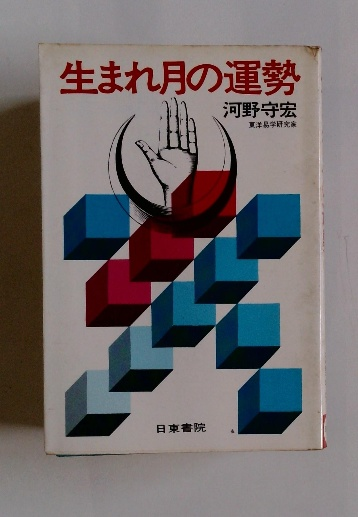 生まれ月の運勢
河野守宏
東洋易学研究家
日東書院